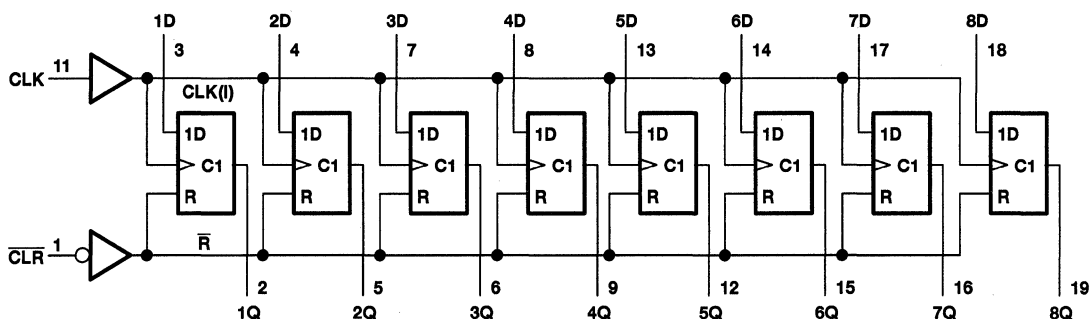 1D 2D 3D 4D 5D 6D 7D 8D
3 4 7 8 13 14 17 18
CLK 11
CLK(I)
1D 1D 1D 1D 1D 1D 1D 1D
C1 C1 C1 C1 C1 C1 C1 C1
R R R R R R R R
C̅L̅R̅ 1
R̅
2 5 6 9 12 15 16 19
1Q 2Q 3Q 4Q 5Q 6Q 7Q 8Q